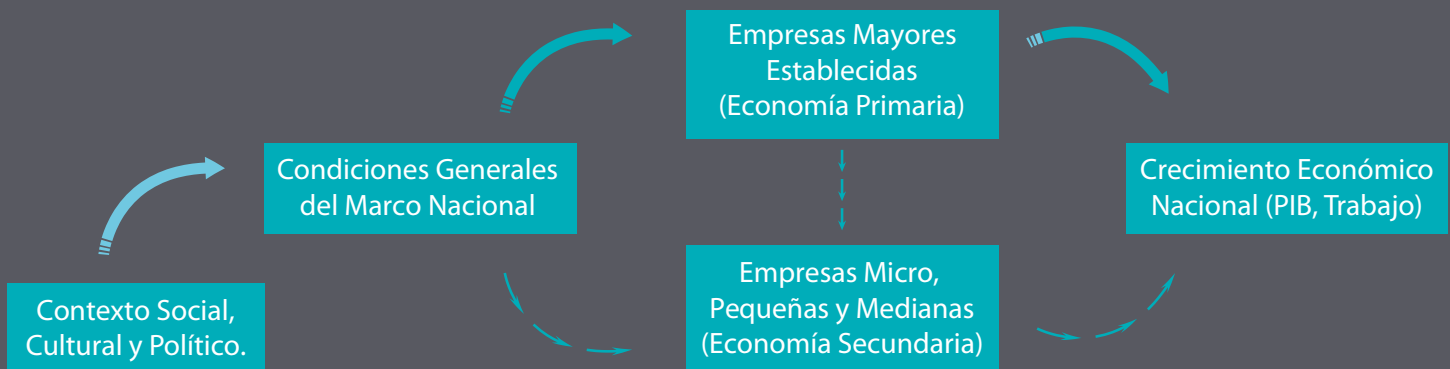 Empresas Mayores
Establecidas
(Economía Primaria)
Condiciones Generales
del Marco Nacional
Crecimiento Económico
Nacional (PIB, Trabajo)
Empresas Micro,
Pequeñas y Medianas
(Economía Secundaria)
Contexto Social,
Cultural y Político.